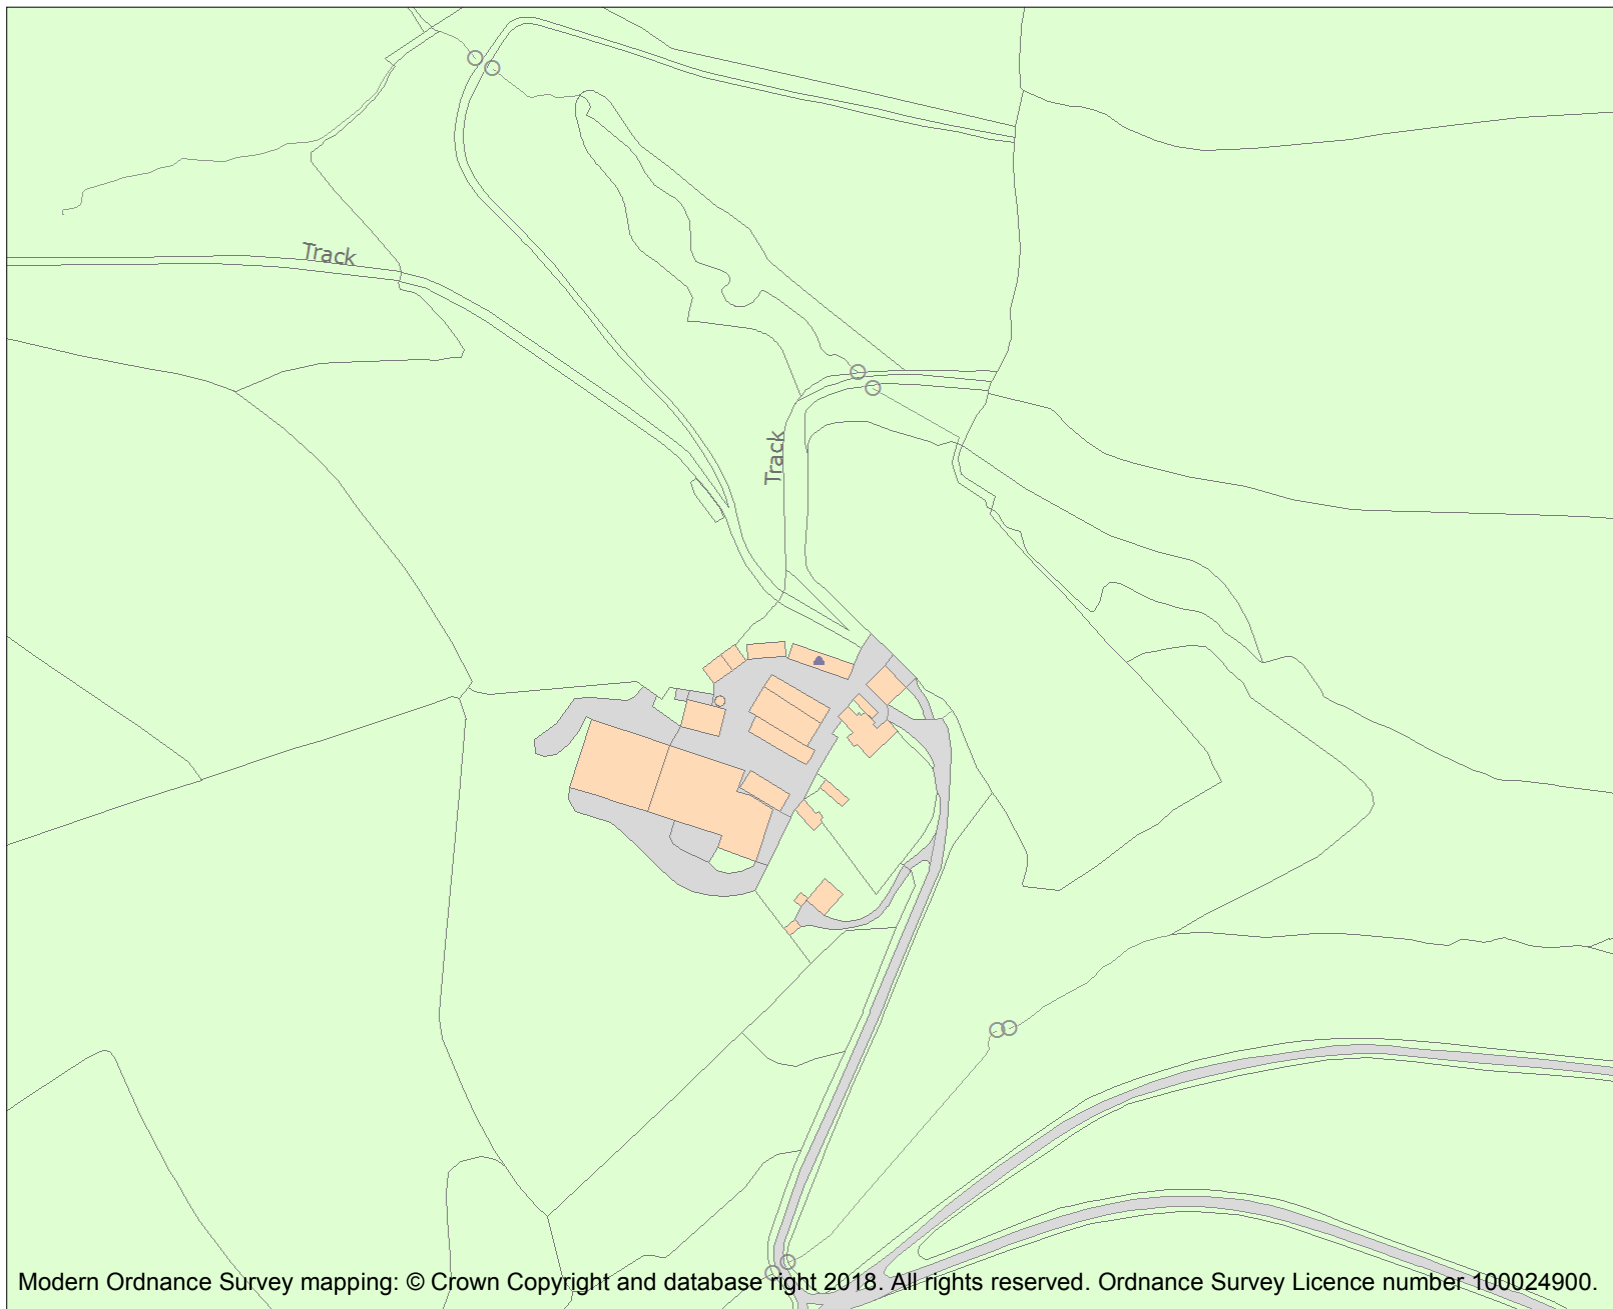 Track
Track
Modern Ordnance Survey mapping: © Crown Copyright and database right 2018. All rights reserved. Ordnance Survey Licence number 100024900.